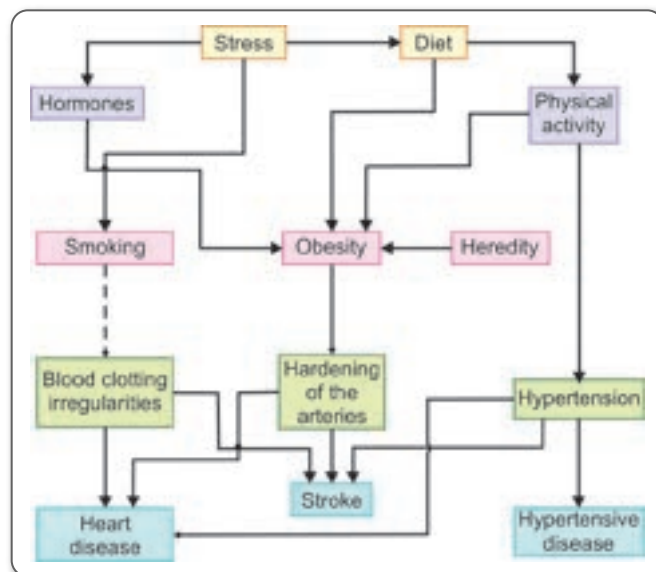 Stress
Diet
Hormones
Physical
activity
Smoking
Obesity
Heredity
Blood clotting
irregularities
Hardening
of the
arteries
Hypertension
Stroke
Heart
disease
Hypertensive
disease